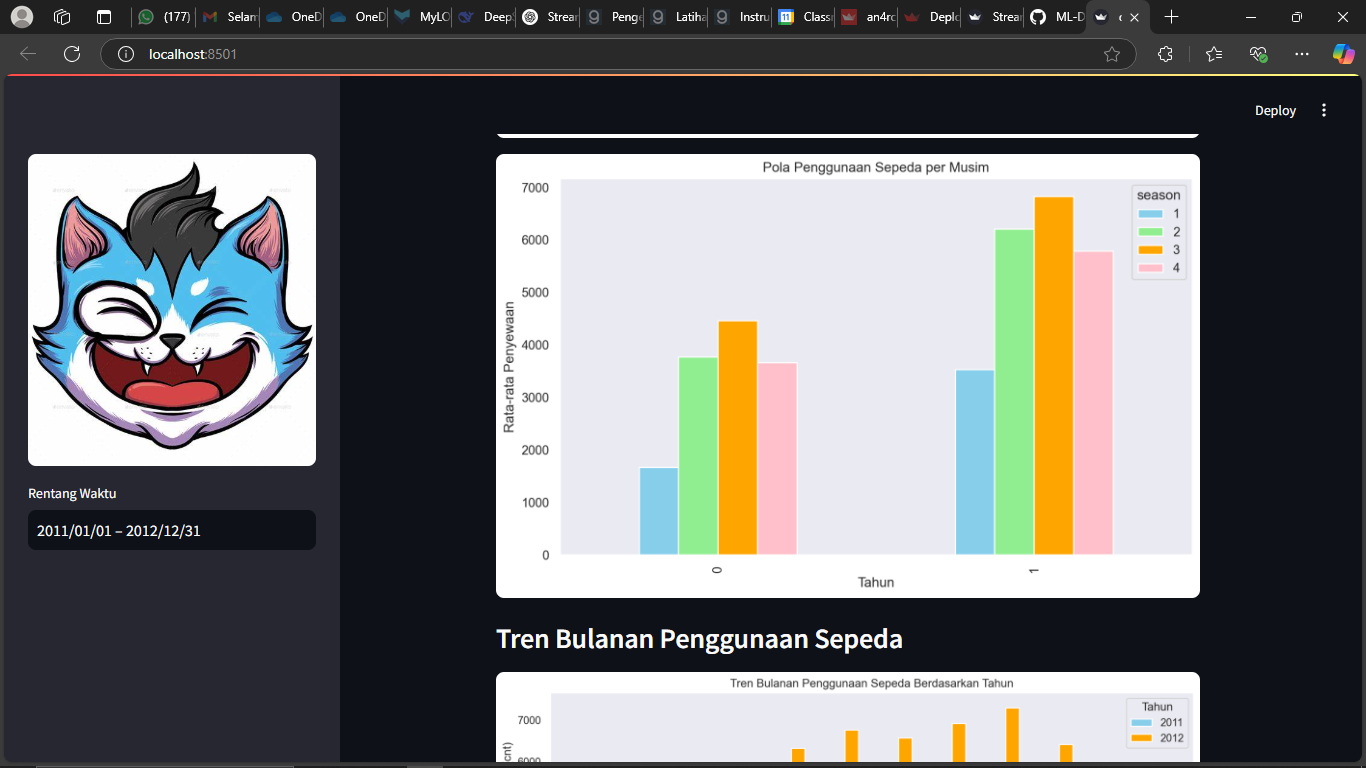 (177)
Selam
OneD
OneD
MyLO
Deep
Strear
Penge
Latiha
Instru
Class
an4rc
Deplo
Strear
ML-D
localhost:8501
Deploy
Rentang Waktu
2011/01/01 – 2012/12/31
Pola Penggunaan Sepeda per Musim
season
1
2
3
4
7000
6000
5000
4000
3000
2000
1000
0
Rata-rata Penyewaan
0
1
Tahun
Tren Bulanan Penggunaan Sepeda
Tren Bulanan Penggunaan Sepeda Berdasarkan Tahun
Tahun
2011
2012
7000
6000
cnt)